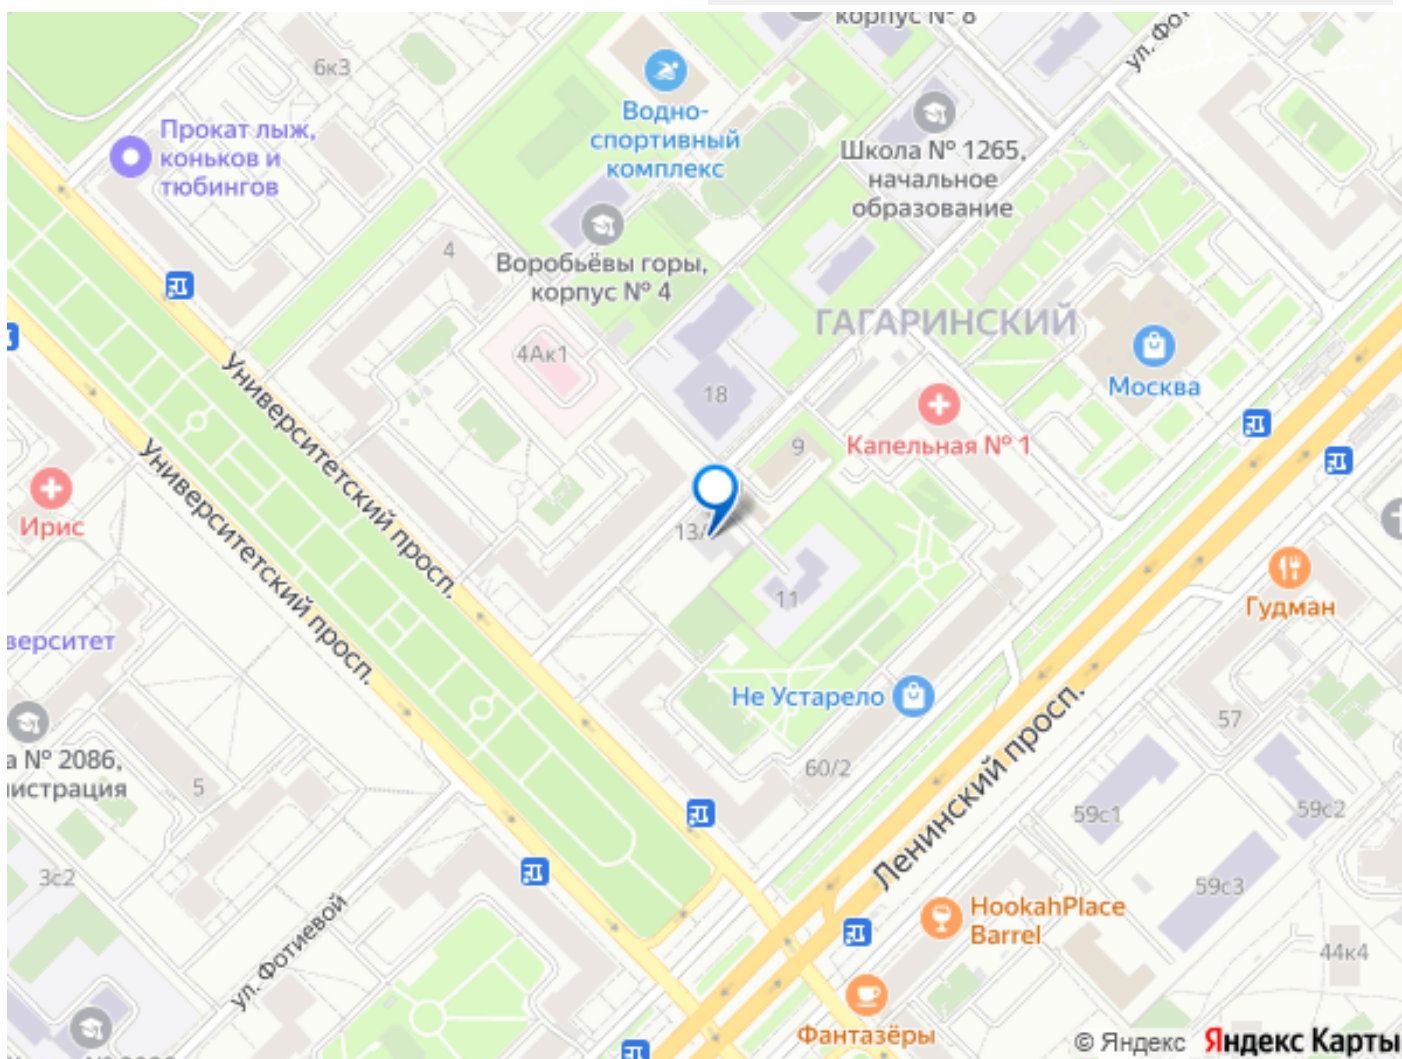 корпус № 8
ул. Фо
6к3
Водно-
спортивный
комплекс
Прокат лыж,
коньков и
тюбингов
Школа № 1265,
начальное
образование
4
Воробьёвы горы,
корпус № 4
ГАГАРИНСКИЙ
4Ак1
Москва
18
Университетский просп.
Капельная № 1
9
Университетский просп.
Ирис
13/
Гудман
11
верситет
Не Устарело
Ленинский просп.
57
а № 2086,
истрация
60/2
5
59с1
59с2
3с2
59с3
HookahPlace
Barrel
ул. Фотиевой
44к4
Фантазёры
© Яндекс Яндекс Карты